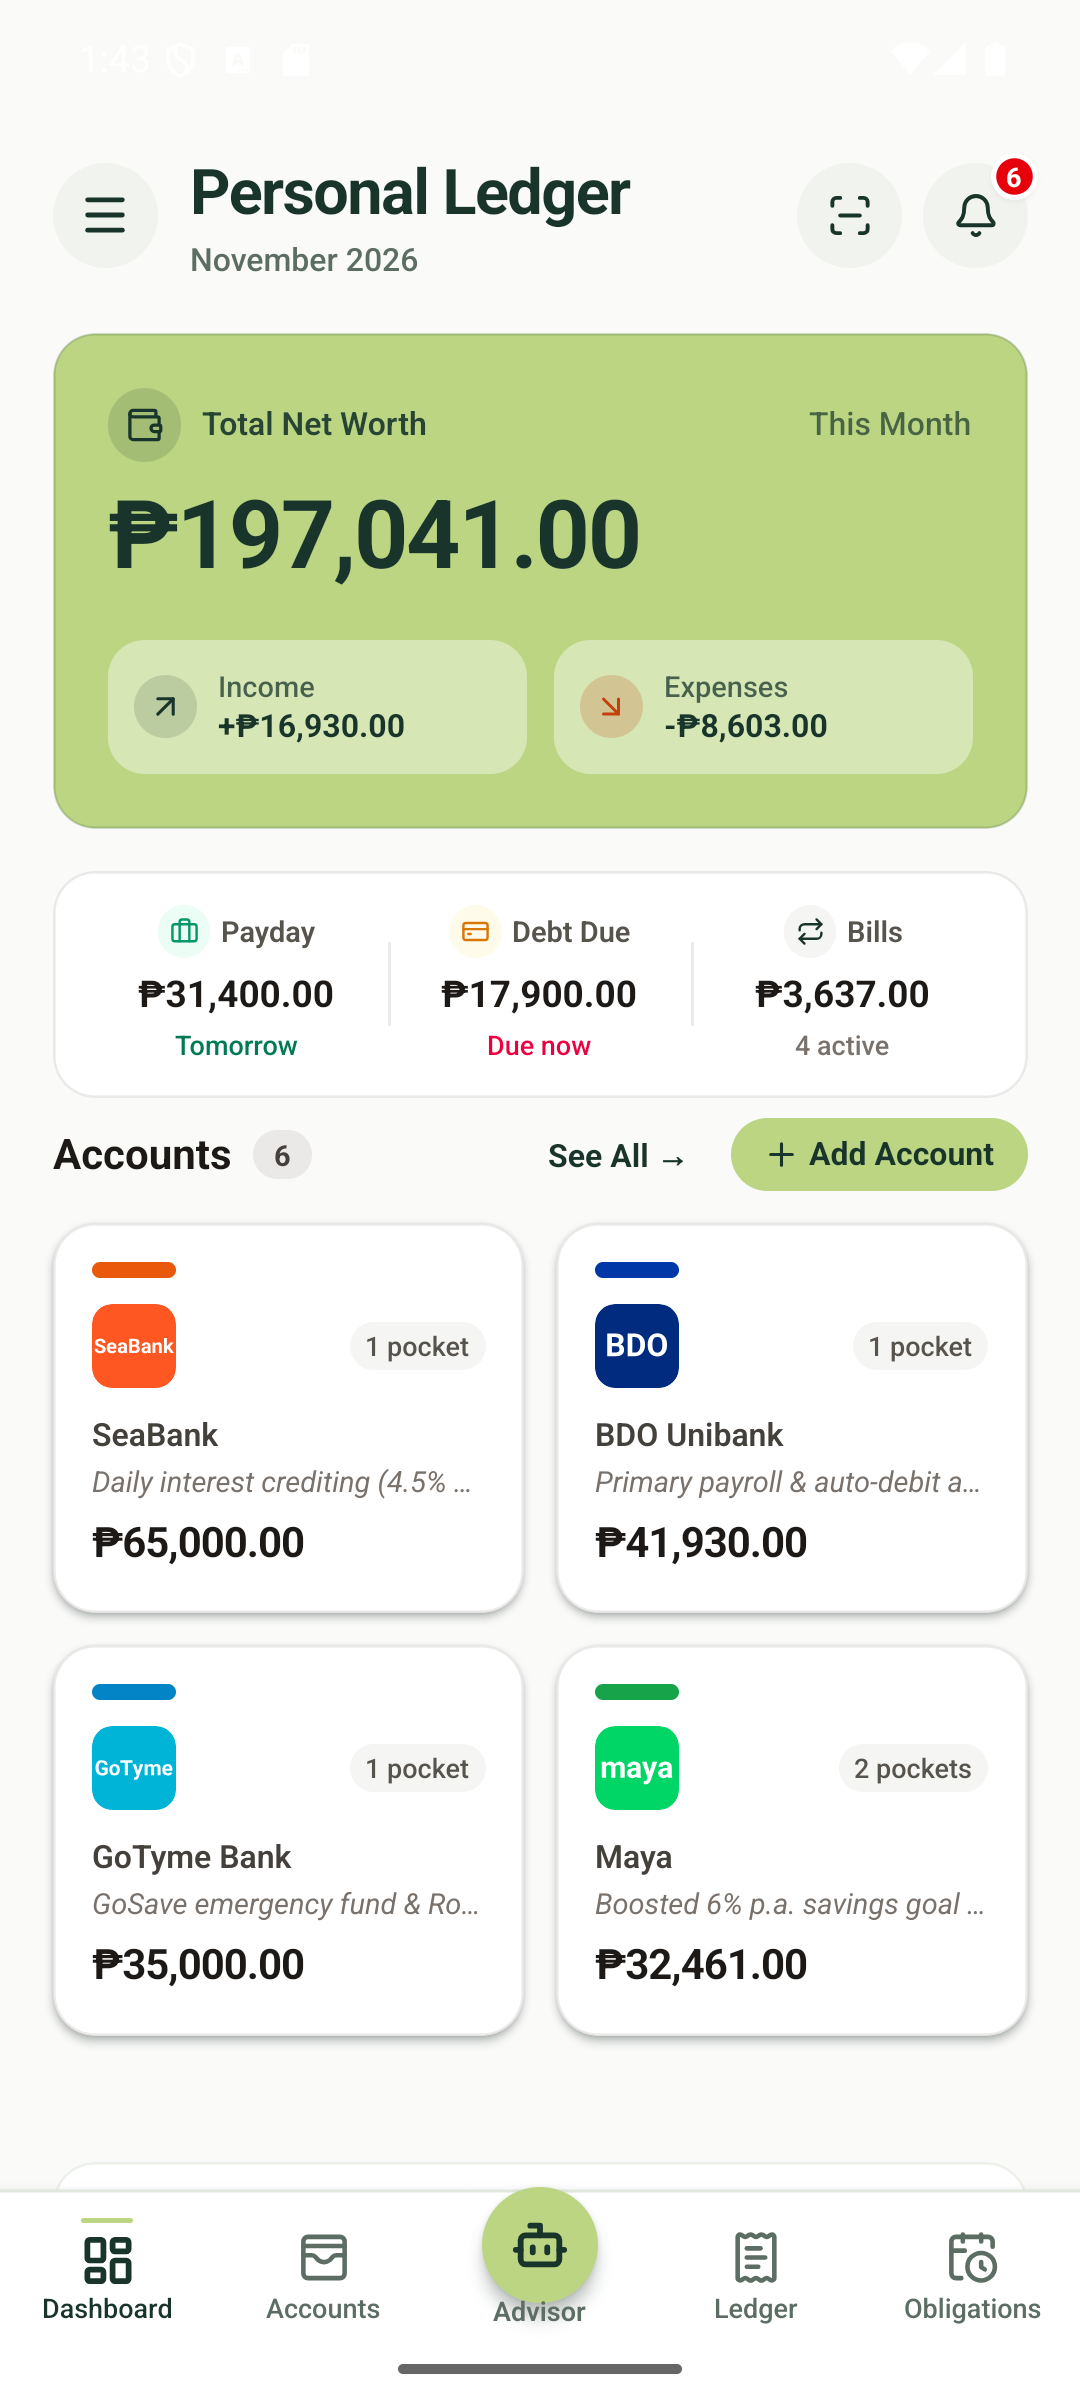 1:43
Personal Ledger
November 2026
6
Total Net Worth
This Month
₱197,041.00
Income
+₱16,930.00
Expenses
-₱8,603.00
Payday
₱31,400.00
Tomorrow
Debt Due
₱17,900.00
Due now
Bills
₱3,637.00
4 active
Accounts 6
See All →
+ Add Account
SeaBank
1 pocket
SeaBank
Daily interest crediting (4.5% ...
₱65,000.00
BDO
1 pocket
BDO Unibank
Primary payroll & auto-debit a...
₱41,930.00
GoTyme
1 pocket
GoTyme Bank
GoSave emergency fund & Ro...
₱35,000.00
maya
2 pockets
Maya
Boosted 6% p.a. savings goal ...
₱32,461.00
Dashboard
Accounts
Advisor
Ledger
Obligations